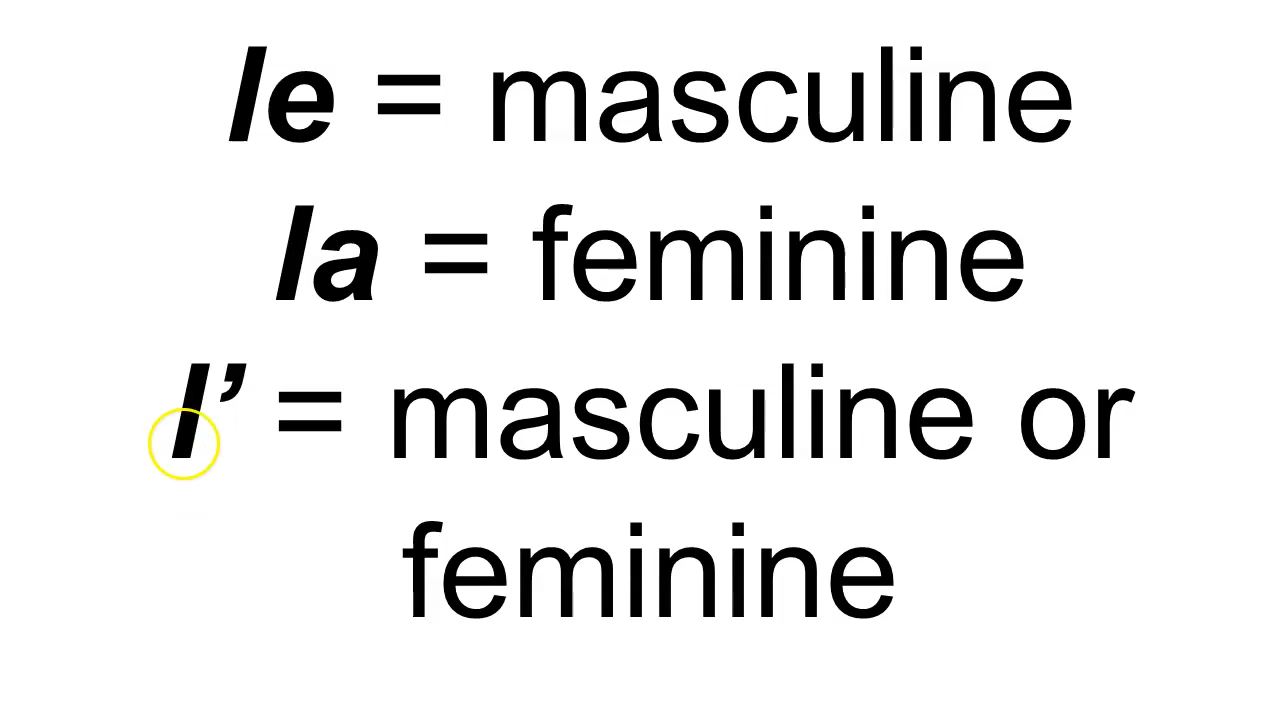 le = masculine
la = feminine
l’ = masculine or
feminine